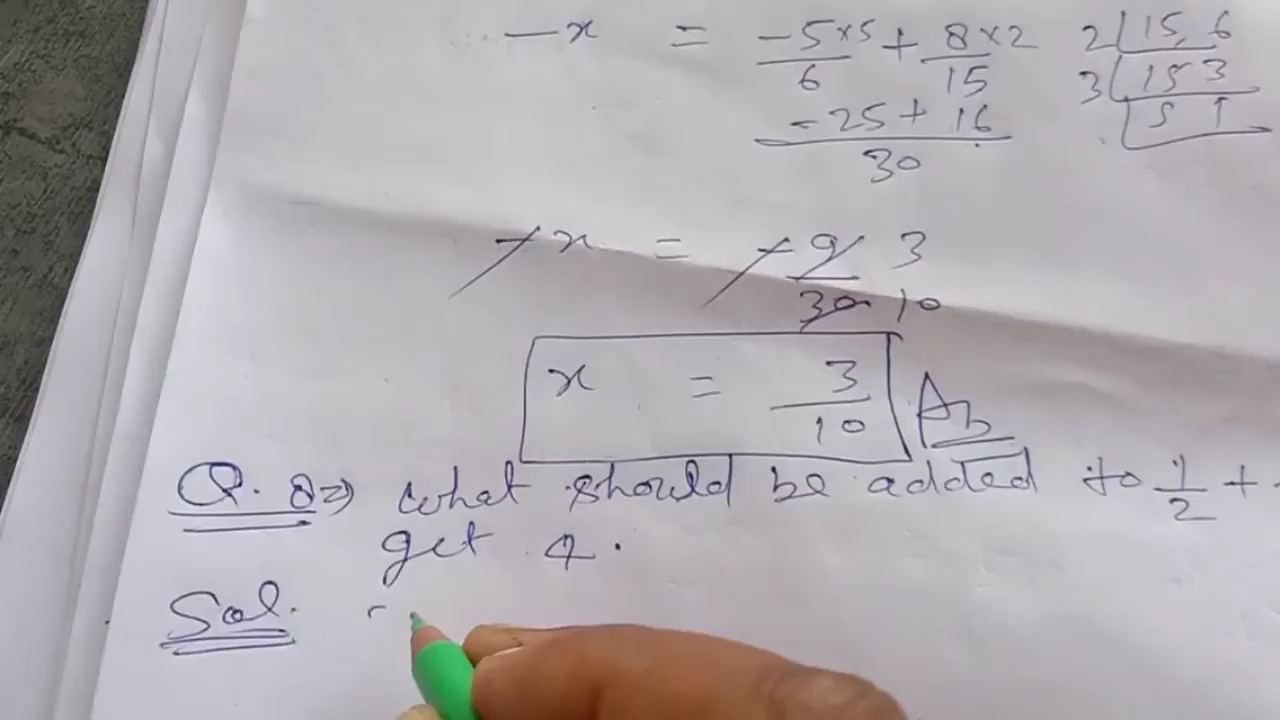 -x = -5×5/6 + 8×2/15 2 | 15, 6
-25 + 16 / 30 3 | 15 3
5 1
-x = -9/30 3/10
x = 3/10
Q. 8⇒ what should be added to 1/2 +
get 4.
Sol.